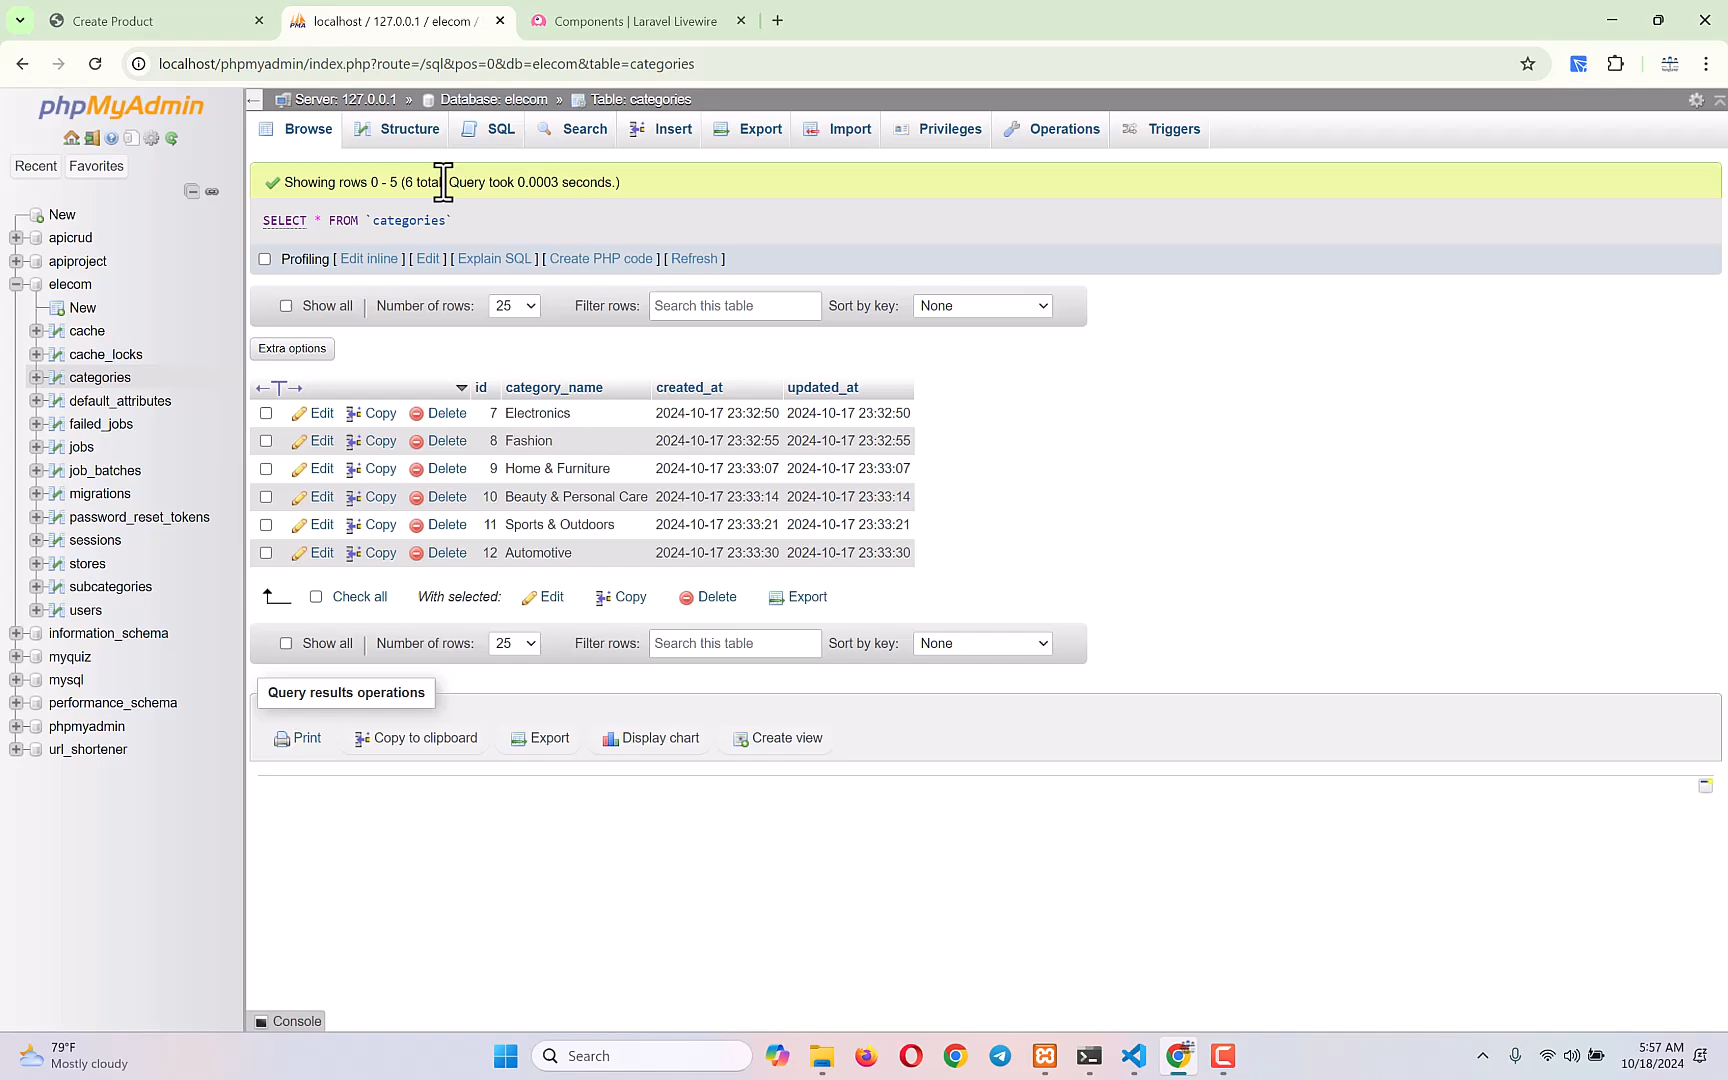 Create Product
localhost / 127.0.0.1 / elecom /
Components | Laravel Livewire
localhost/phpmyadmin/index.php?route=/sql&pos=0&db=elecom&table=categories
phpMyAdmin
Recent Favorites
New
apicrud
apiproject
elecom
New
cache
cache_locks
categories
default_attributes
failed_jobs
jobs
job_batches
migrations
password_reset_tokens
sessions
stores
subcategories
users
information_schema
myquiz
mysql
performance_schema
phpmyadmin
url_shortener
Server: 127.0.0.1 » Database: elecom » Table: categories
Browse Structure SQL Search Insert Export Import Privileges Operations Triggers
Showing rows 0 - 5 (6 total, Query took 0.0003 seconds.)
SELECT * FROM `categories`
Profiling [ Edit inline ] [ Edit ] [ Explain SQL ] [ Create PHP code ] [ Refresh ]
Show all | Number of rows: 25 Filter rows: Search this table Sort by key: None
Extra options
←T→ id category_name created_at updated_at
Edit Copy Delete 7 Electronics 2024-10-17 23:32:50 2024-10-17 23:32:50
Edit Copy Delete 8 Fashion 2024-10-17 23:32:55 2024-10-17 23:32:55
Edit Copy Delete 9 Home & Furniture 2024-10-17 23:33:07 2024-10-17 23:33:07
Edit Copy Delete 10 Beauty & Personal Care 2024-10-17 23:33:14 2024-10-17 23:33:14
Edit Copy Delete 11 Sports & Outdoors 2024-10-17 23:33:21 2024-10-17 23:33:21
Edit Copy Delete 12 Automotive 2024-10-17 23:33:30 2024-10-17 23:33:30
Check all With selected: Edit Copy Delete Export
Show all | Number of rows: 25 Filter rows: Search this table Sort by key: None
Query results operations
Print Copy to clipboard Export Display chart Create view
Console
79°F
Mostly cloudy
Search
5:57 AM
10/18/2024